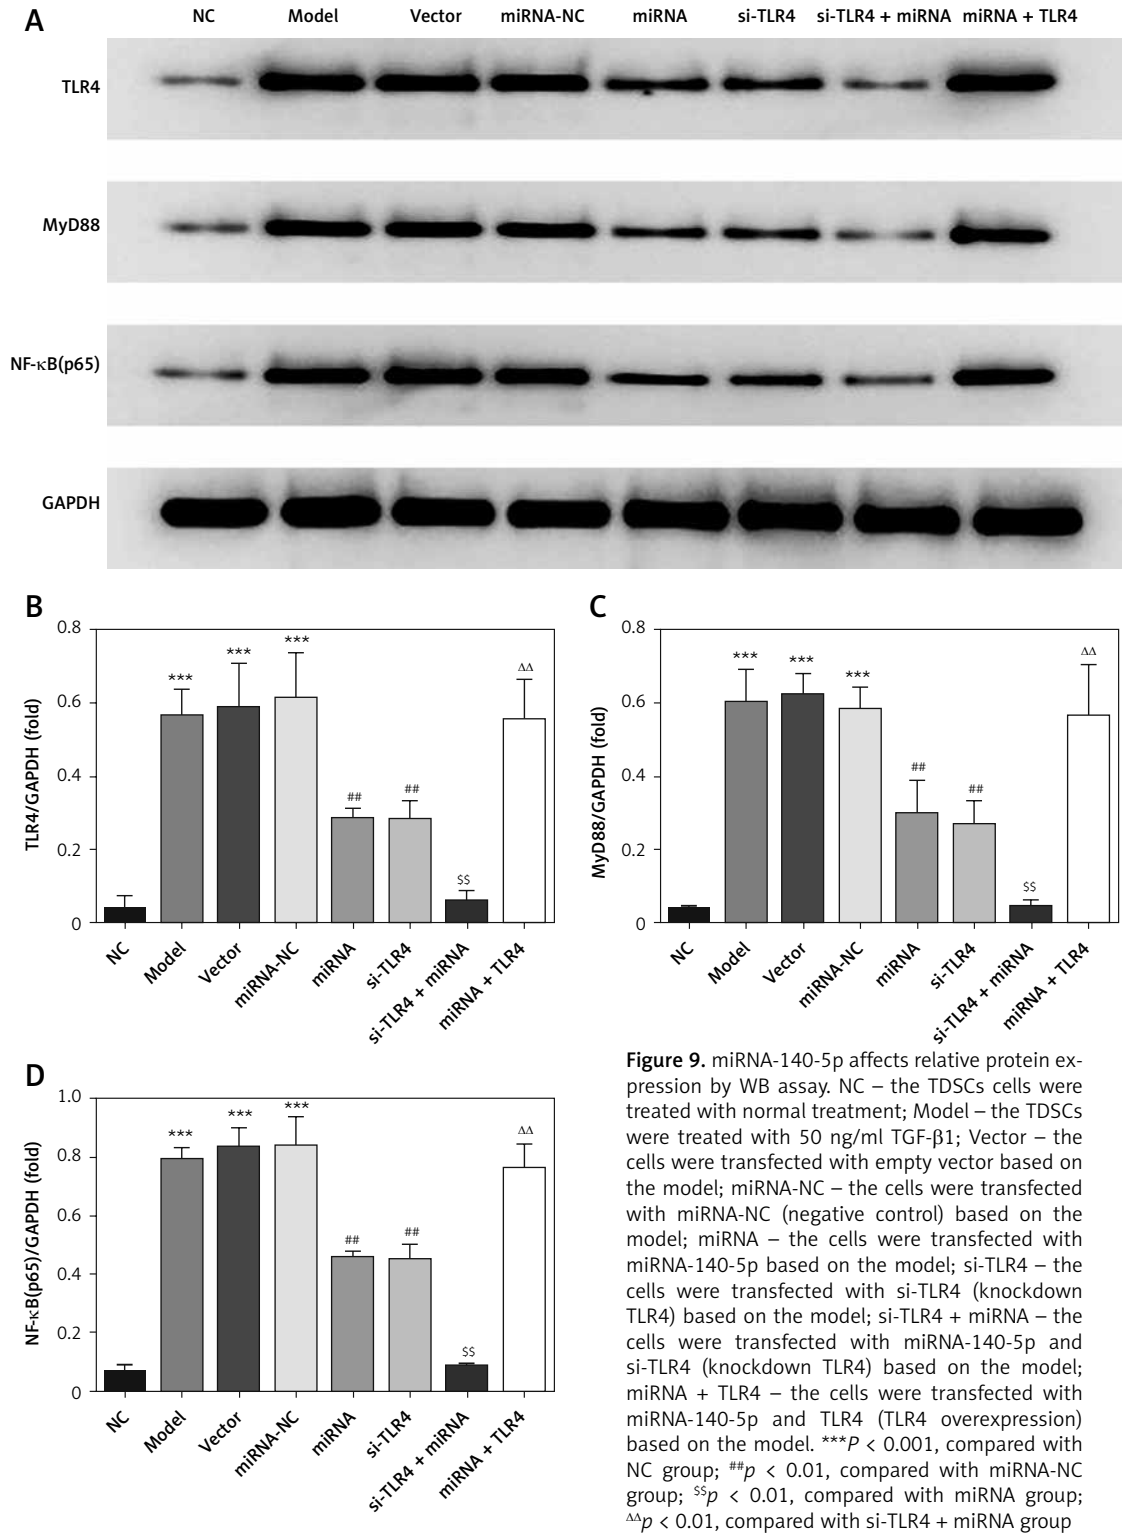 A
NC Model Vector miRNA-NC miRNA si-TLR4 si-TLR4 + miRNA miRNA + TLR4
TLR4
MyD88
NF-κB(p65)
GAPDH
B
TLR4/GAPDH (fold)
0.8
0.6
0.4
0.2
0
*** *** *** ## ## $$ ΔΔ
NC Model Vector miRNA-NC miRNA si-TLR4 si-TLR4 + miRNA miRNA + TLR4
C
MyD88/GAPDH (fold)
0.8
0.6
0.4
0.2
0
*** *** *** ## ## $$ ΔΔ
NC Model Vector miRNA-NC miRNA si-TLR4 si-TLR4 + miRNA miRNA + TLR4
D
NF-κB(p65)/GAPDH (fold)
1.0
0.8
0.6
0.4
0.2
0
*** *** *** ## ## $$ ΔΔ
NC Model Vector miRNA-NC miRNA si-TLR4 si-TLR4 + miRNA miRNA + TLR4
Figure 9. miRNA-140-5p affects relative protein ex-
pression by WB assay. NC – the TDSCs cells were
treated with normal treatment; Model – the TDSCs
were treated with 50 ng/ml TGF-β1; Vector – the
cells were transfected with empty vector based on
the model; miRNA-NC – the cells were transfected
with miRNA-NC (negative control) based on the
model; miRNA – the cells were transfected with
miRNA-140-5p based on the model; si-TLR4 – the
cells were transfected with si-TLR4 (knockdown
TLR4) based on the model; si-TLR4 + miRNA – the
cells were transfected with miRNA-140-5p and
si-TLR4 (knockdown TLR4) based on the model;
miRNA + TLR4 – the cells were transfected with
miRNA-140-5p and TLR4 (TLR4 overexpression)
based on the model. ***P < 0.001, compared with
NC group; ##p < 0.01, compared with miRNA-NC
group; $$p < 0.01, compared with miRNA group;
ΔΔp < 0.01, compared with si-TLR4 + miRNA group